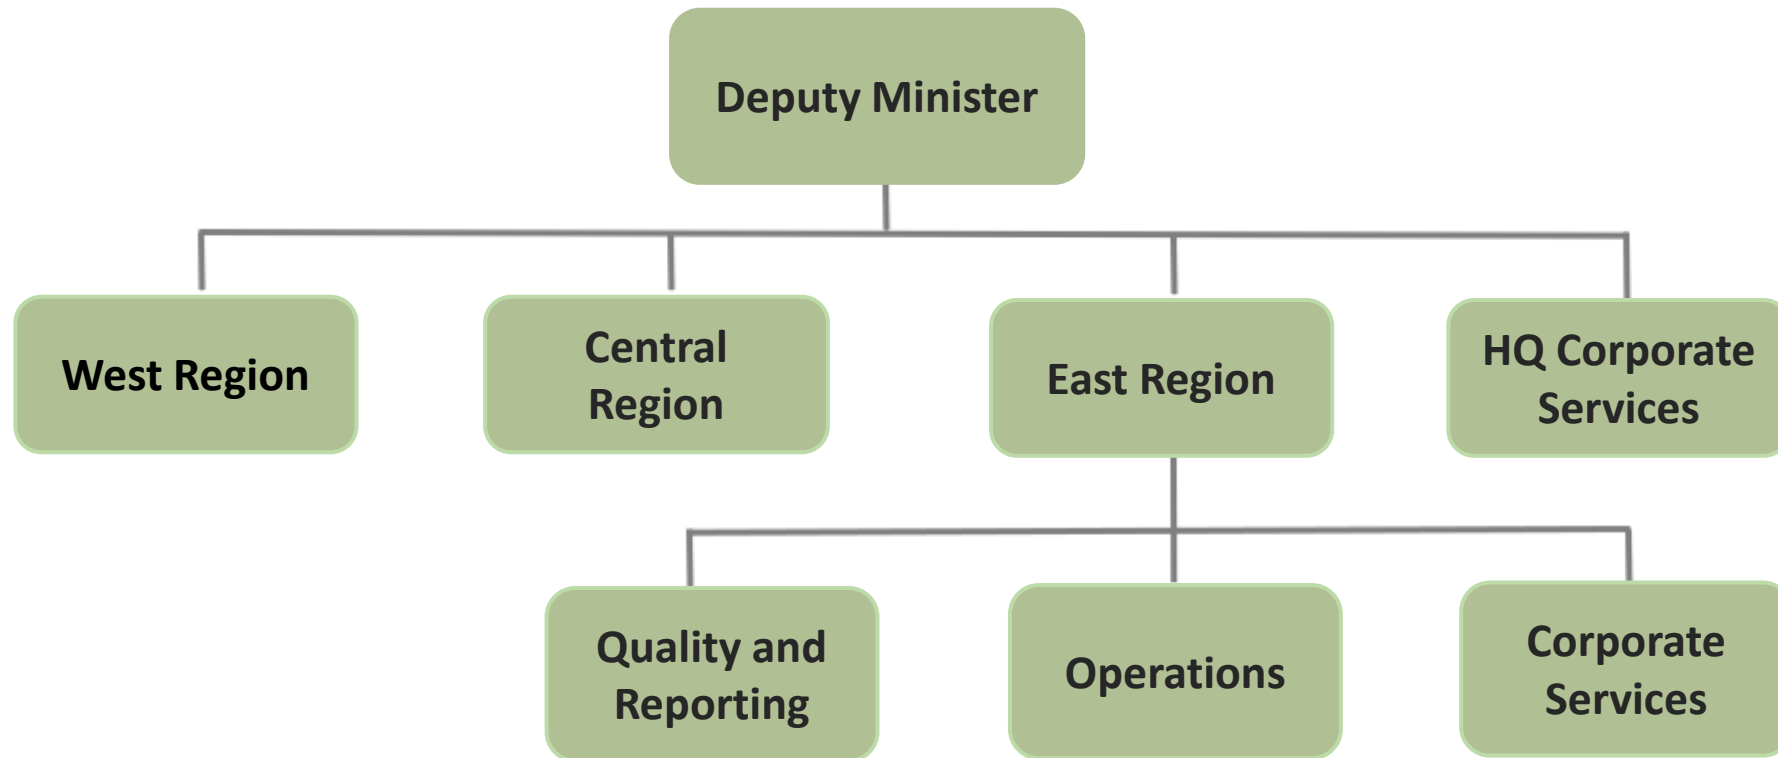 Deputy Minister
West Region
Central
Region
East Region
HQ Corporate
Services
Quality and
Reporting
Operations
Corporate
Services